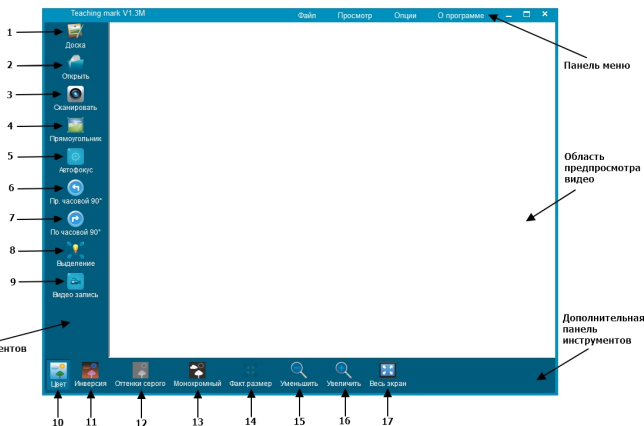 Teaching mark V1.3M
Файл Просмотр Опции О программе
Панель меню
1
Доска
2
Открыть
3
Сканировать
4
Прямоугольник
5
Автофокус
6
Пр. часовой 90°
7
По часовой 90°
8
Выделение
9
Видео запись
Область
предпросмотра
видео
Дополнительная
панель
инструментов
ентов
Цвет Инверсия Оттенки серого Монохромный Факт.размер Уменьшить Увеличить Весь экран
10 11 12 13 14 15 16 17